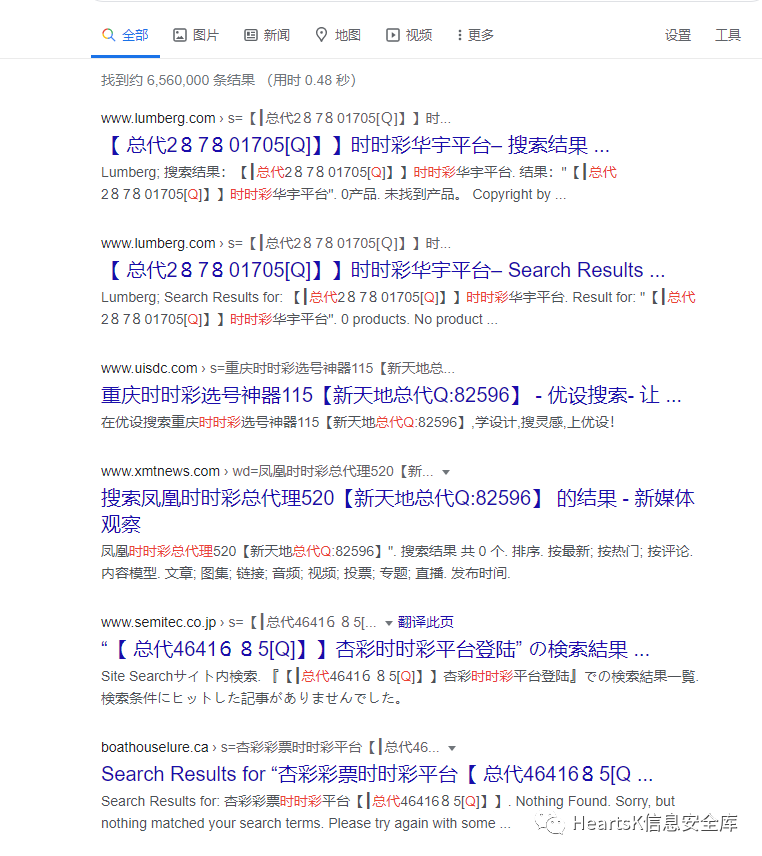 全部 图片 新闻 地图 视频 更多 设置 工具
找到约 6,560,000 条结果 （用时 0.48 秒）
www.lumberg.com › s=【┃总代2８７８01705[Q]】】时...
【 总代2８７８01705[Q]】】时时彩华宇平台– 搜索结果 ...
Lumberg; 搜索结果： 【┃总代2８７８01705[Q]】】时时彩华宇平台. 结果："【┃总代
2８７８01705[Q]】】时时彩华宇平台". 0产品. 未找到产品。 Copyright by ...
www.lumberg.com › s=【┃总代2８７８01705[Q]】】时...
【 总代2８７８01705[Q]】】时时彩华宇平台– Search Results ...
Lumberg; Search Results for: 【┃总代2８７８01705[Q]】】时时彩华宇平台. Result for: "【┃总代
2８７８01705[Q]】】时时彩华宇平台". 0 products. No product ...
www.uisdc.com › s=重庆时时彩选号神器115【新天地总...
重庆时时彩选号神器115【新天地总代Q:82596】 - 优设搜索- 让 ...
在优设搜索重庆时时彩选号神器115【新天地总代Q:82596】,学设计,搜灵感,上优设!
www.xmtnews.com › wd=凤凰时时彩总代理520【新...
搜索凤凰时时彩总代理520【新天地总代Q:82596】 的结果 - 新媒体
观察
凤凰时时彩总代理520【新天地总代Q:82596】". 搜索结果 共 0 个. 排序. 按最新; 按热门; 按评论.
内容模型. 文章; 图集; 链接; 音频; 视频; 投票; 专题; 直播. 发布时间.
www.semitec.co.jp › s=【┃总代4641６８5[... 翻译此页
“【 总代4641６８5[Q]】】杏彩时时彩平台登陆” の検索結果 ...
Site Searchサイト内検索. 『【┃总代4641６８5[Q]】】杏彩时时彩平台登陆』での検索結果一覧.
検索条件にヒットした記事がありませんでした。
boathouselure.ca › s=杏彩彩票时时彩平台【┃总代46...
Search Results for “杏彩彩票时时彩平台【 总代46416８5[Q ...
Search Results for: 杏彩彩票时时彩平台【┃总代46416８5[Q]】】. Nothing Found. Sorry, but
nothing matched your search terms. Please try again with some ...
HeartsK信息安全库